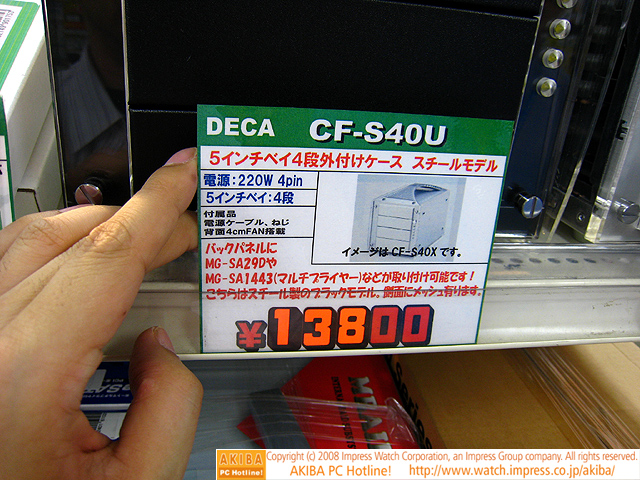 DECA CF-S40U
5インチベイ4段外付けケース スチールモデル
電源:220W 4pin
5インチベイ:4段
付属品
電源ケーブル、ねじ
背面4cmFAN搭載
イメージはCF-S40Xです。
バックパネルに
MG-SA29Dや
MG-SA1443(マルチプライヤー)などが取り付け可能です!
こちらはスチール製のブラックモデル。側面にメッシュ有ります。
¥13800
AKIBA
PC Hotline!
Copyright (c) 2008 Impress Watch Corporation, an Impress Group company. All rights reserved.
AKIBA PC Hotline! http://www.watch.impress.co.jp/akiba/